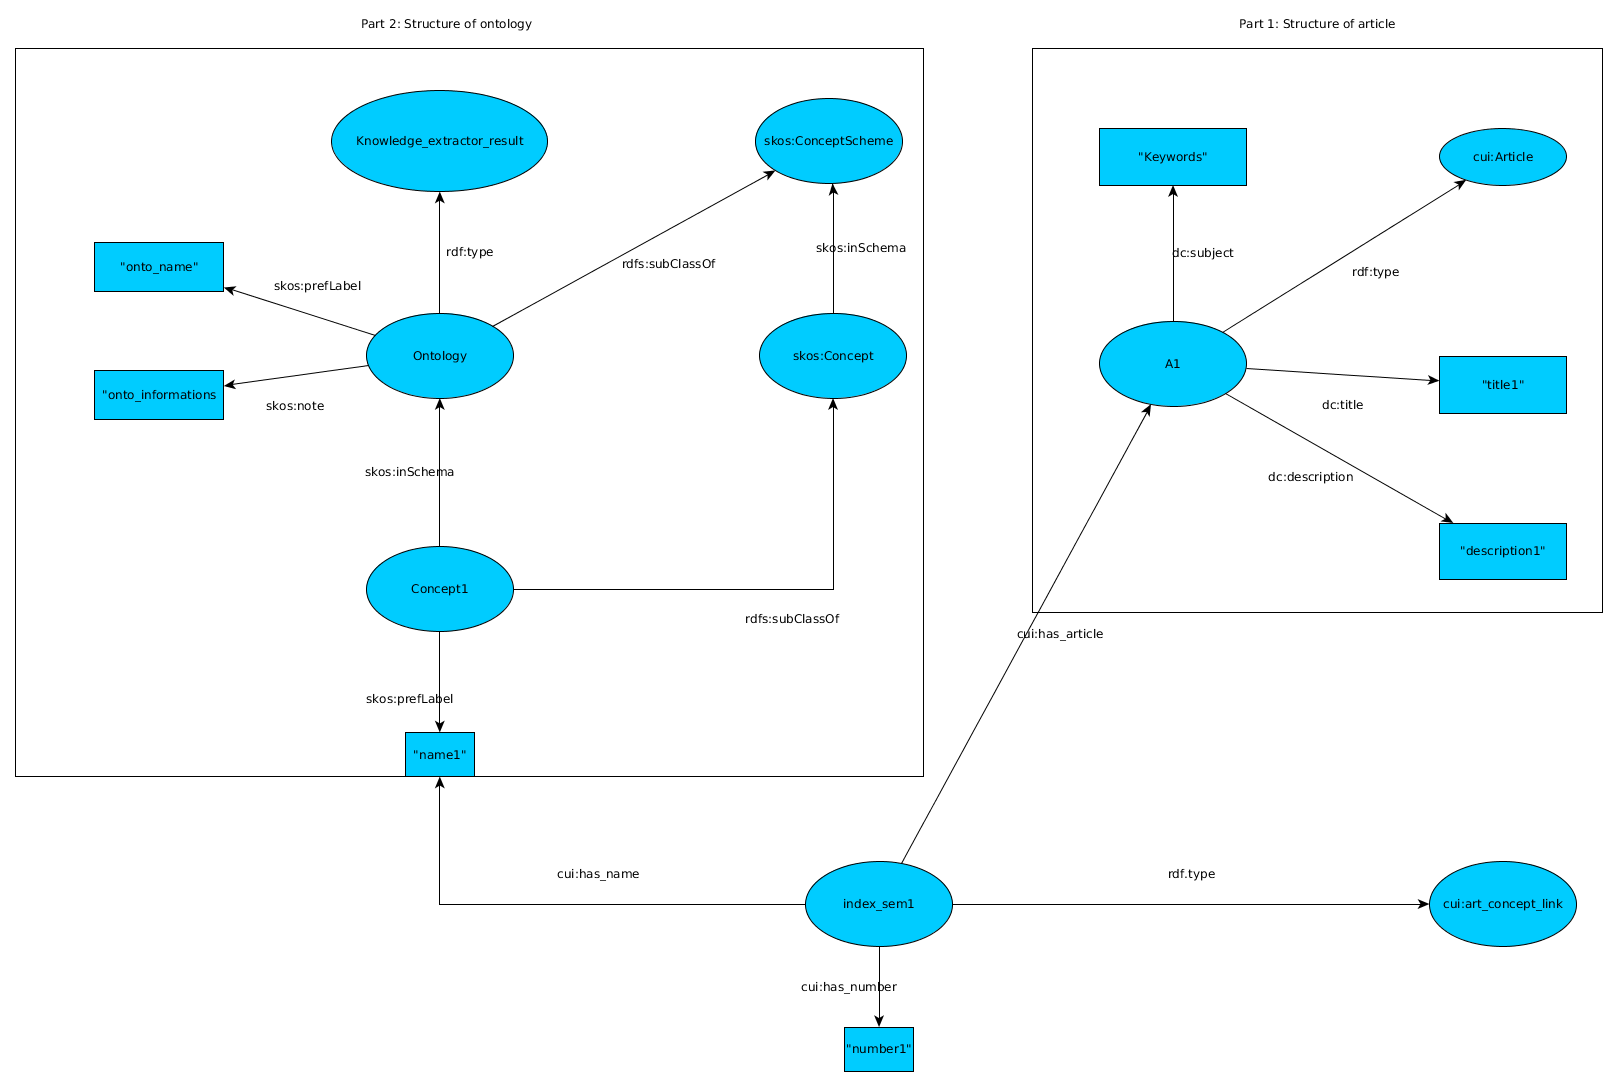 Part 2: Structure of ontology
Part 1: Structure of article
Knowledge_extractor_result
skos:ConceptScheme
"Keywords"
cui:Article
rdf:type
skos:inSchema
dc:subject
"onto_name"
rdfs:subClassOf
rdf:type
skos:prefLabel
Ontology
skos:Concept
A1
"title1"
"onto_informations
skos:note
dc:title
skos:inSchema
dc:description
"description1"
Concept1
rdfs:subClassOf
cui:has_article
skos:prefLabel
"name1"
cui:has_name
rdf.type
index_sem1
cui:art_concept_link
cui:has_number
"number1"